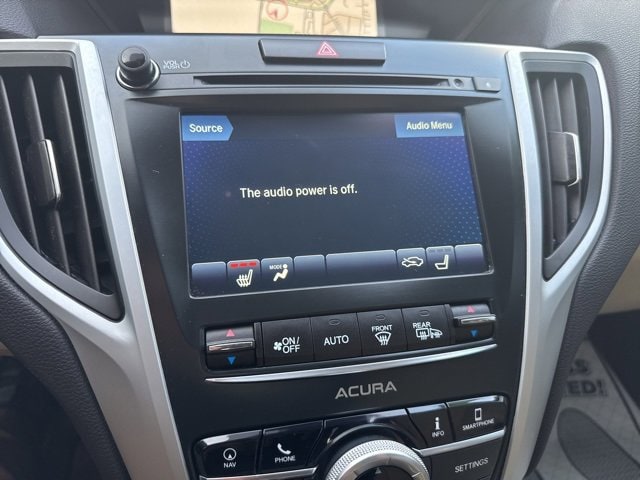 VOL
PUSH
Source
Audio Menu
The audio power is off.
MODE
ON/
OFF
AUTO
FRONT
REAR
ACURA
NAV
PHONE
INFO
SMARTPHONE
SETTINGS